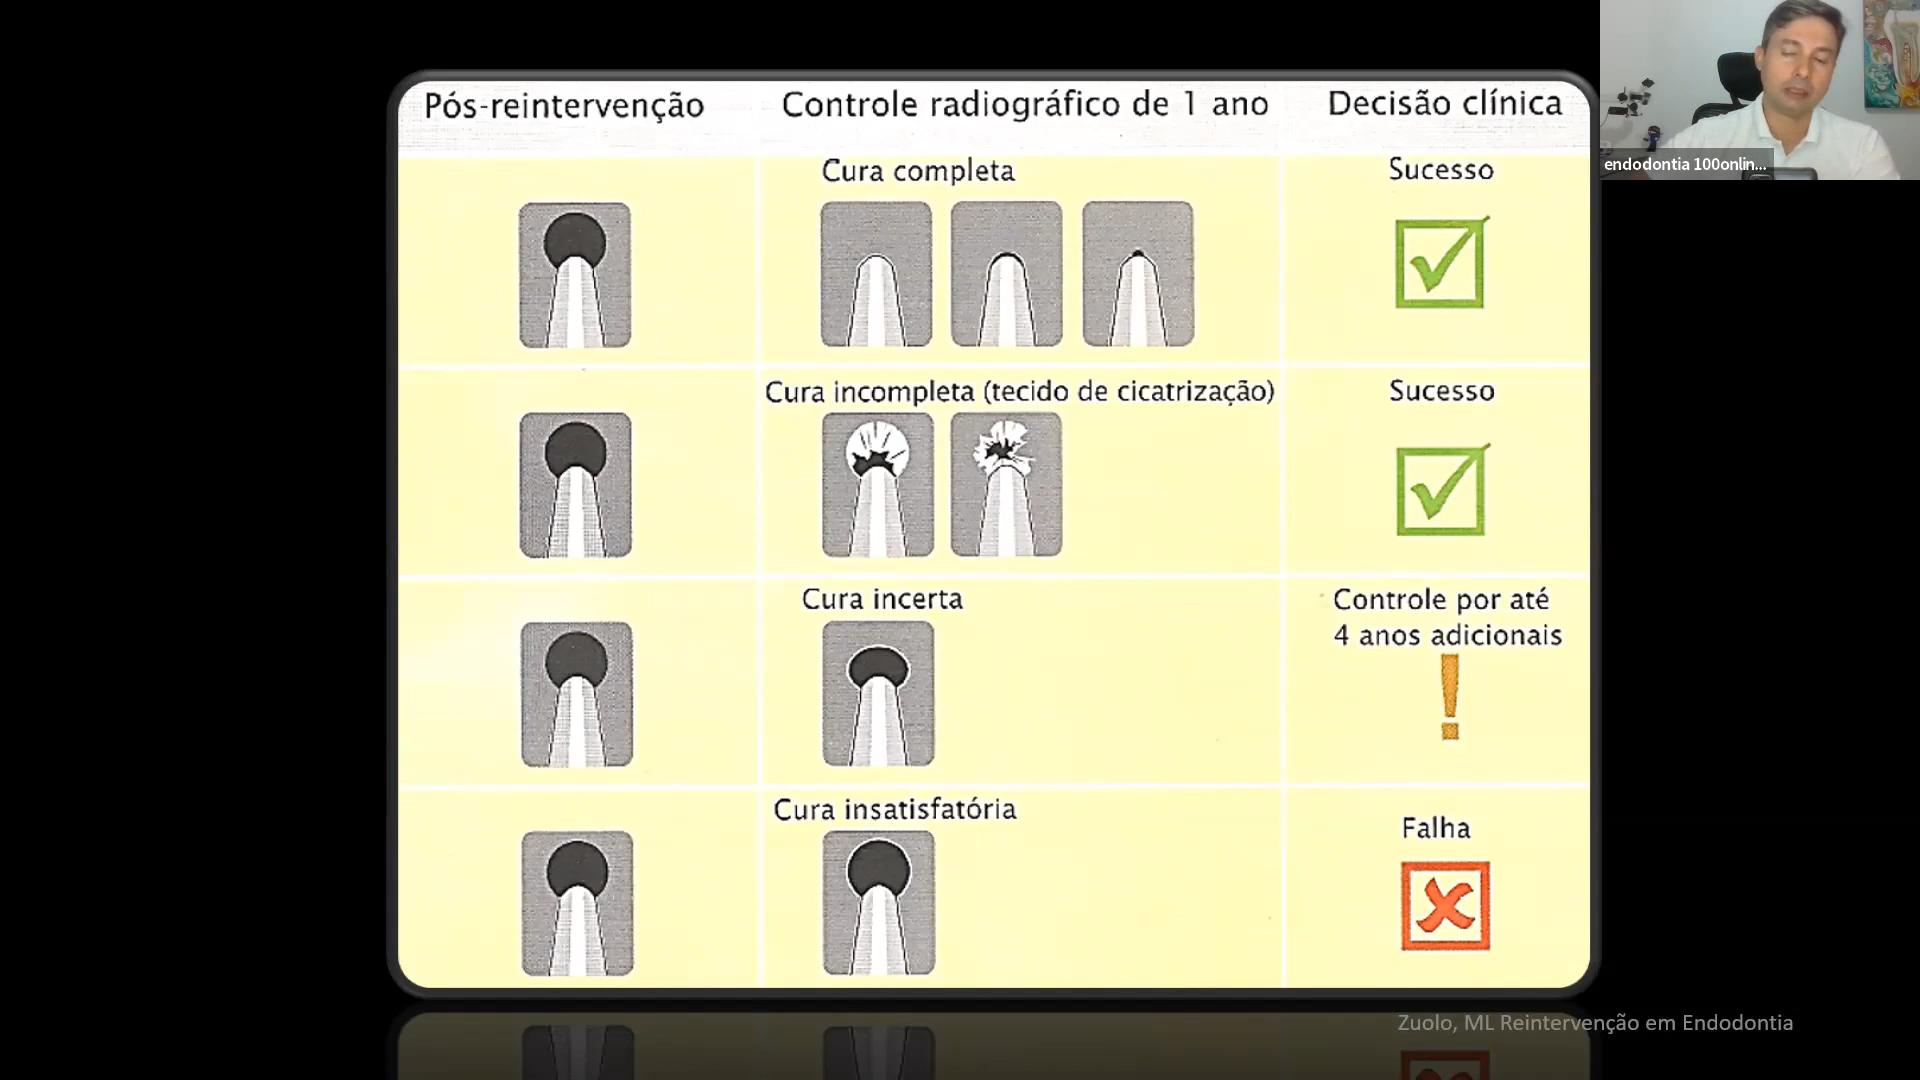 Pós-reintervenção
Controle radiográfico de 1 ano
Decisão clínica
Cura completa
Sucesso
Cura incompleta (tecido de cicatrização)
Sucesso
Cura incerta
Controle por até
4 anos adicionais
!
Cura insatisfatória
Falha
Zuolo, ML Reintervenção em Endodontia
endodontia 100onlin...